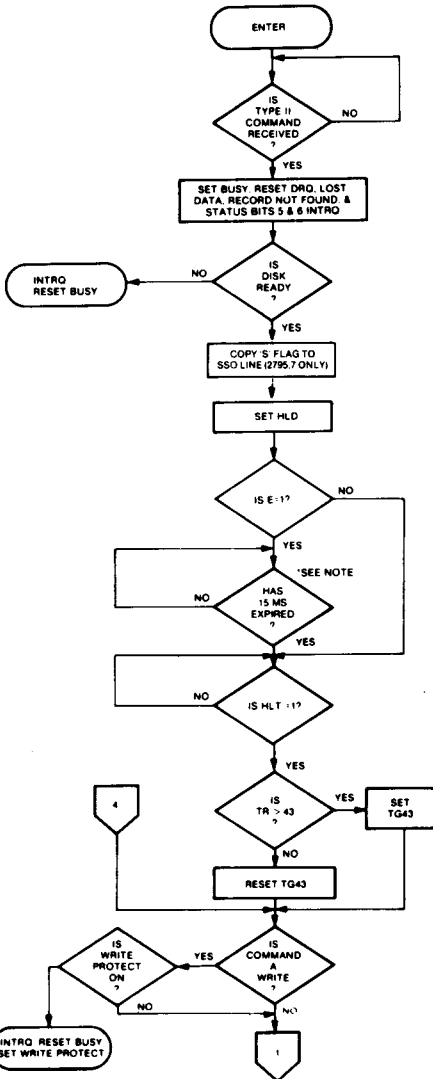 ENTER
IS
TYPE II
COMMAND
RECEIVED
?
NO
YES
SET BUSY, RESET DRQ, LOST
DATA, RECORD NOT FOUND, &
STATUS BITS 5 & 6 INTRQ
IS
DISK
READY
?
NO
INTRQ
RESET BUSY
YES
COPY 'S' FLAG TO
SSO LINE (2795,7 ONLY)
SET HLD
IS E=1?
NO
YES
*SEE NOTE
HAS
15 MS
EXPIRED
?
NO
YES
IS HLT =1?
NO
YES
4
IS
TR > 43
?
YES
SET
TG43
NO
RESET TG43
IS
COMMAND
A
WRITE
?
YES
IS
WRITE
PROTECT
ON
?
NO
NO
INTRQ RESET BUSY
SET WRITE PROTECT
1